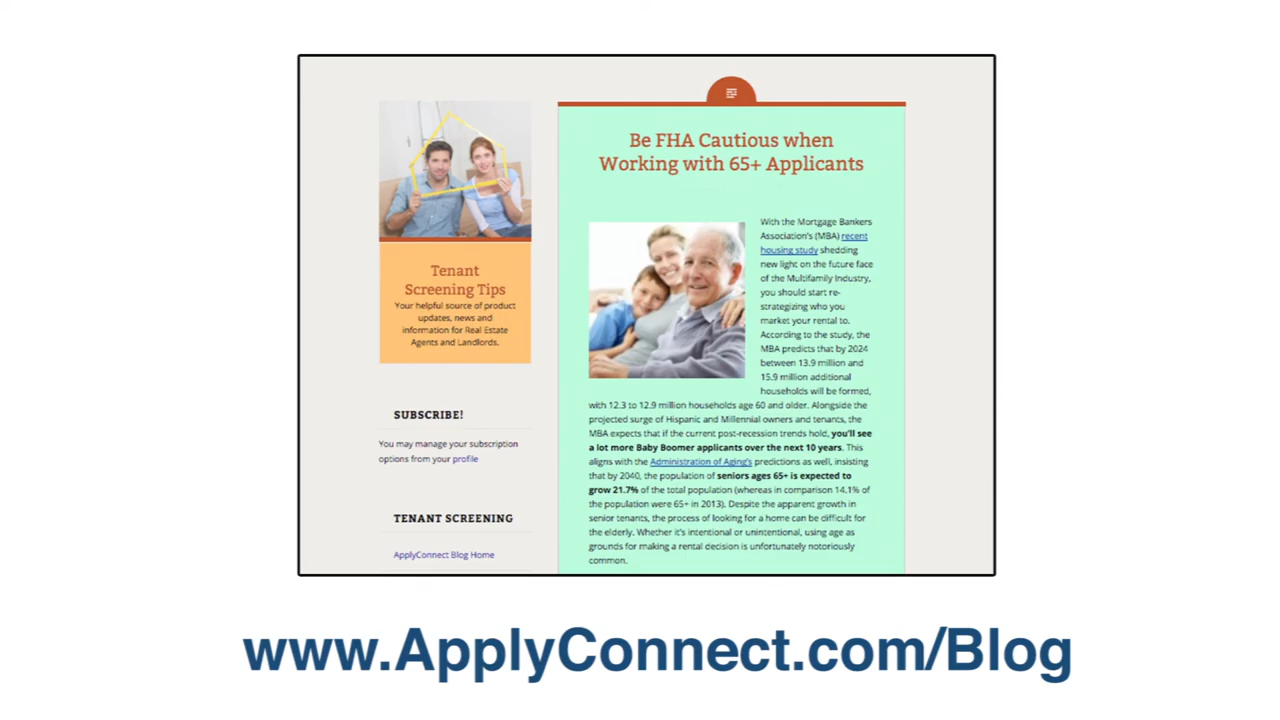 Tenant
Screening Tips
Your helpful source of product
updates, news and
information for Real Estate
Agents and Landlords.
SUBSCRIBE!
You may manage your subscription
options from your profile
TENANT SCREENING
ApplyConnect Blog Home
Be FHA Cautious when
Working with 65+ Applicants
With the Mortgage Bankers
Association's (MBA) recent
housing study shedding
new light on the future face
of the Multifamily Industry,
you should start re-
strategizing who you
market your rental to.
According to the study, the
MBA predicts that by 2024
between 13.9 million and
15.9 million additional
households will be formed,
with 12.3 to 12.9 million households age 60 and older. Alongside the
projected surge of Hispanic and Millennial owners and tenants, the
MBA expects that if the current post-recession trends hold, you'll see
a lot more Baby Boomer applicants over the next 10 years. This
aligns with the Administration of Aging's predictions as well, insisting
that by 2040, the population of seniors ages 65+ is expected to
grow 21.7% of the total population (whereas in comparison 14.1% of
the population were 65+ in 2013). Despite the apparent growth in
senior tenants, the process of looking for a home can be difficult for
the elderly. Whether it's intentional or unintentional, using age as
grounds for making a rental decision is unfortunately notoriously
common.
www.ApplyConnect.com/Blog